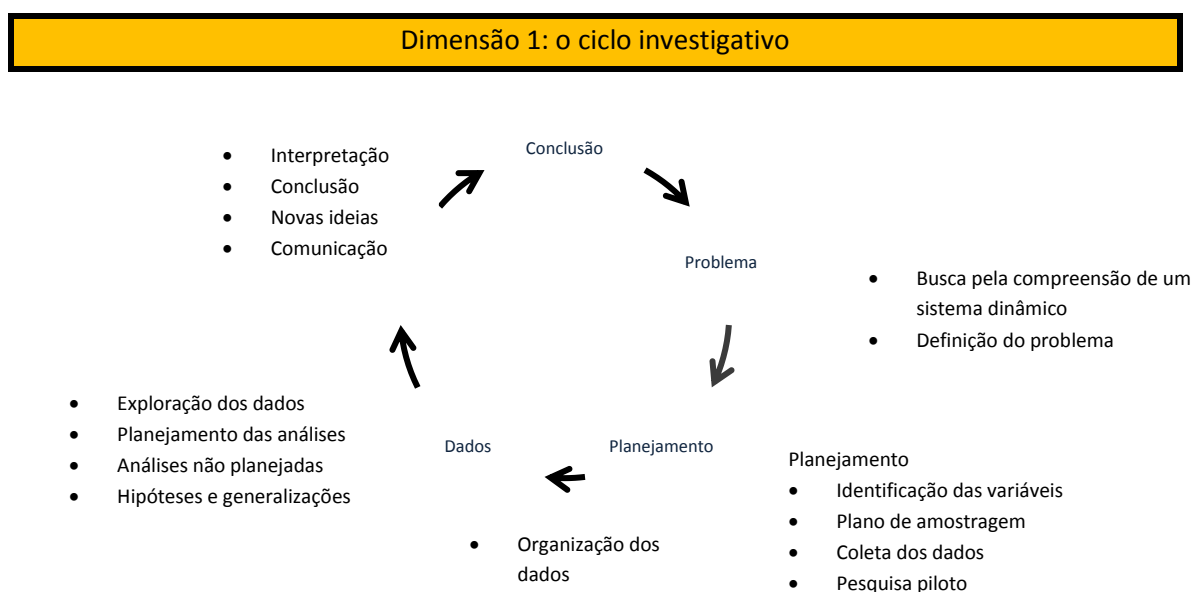 Dimensão 1: o ciclo investigativo
Conclusão
• Interpretação
• Conclusão
• Novas ideias
• Comunicação
Problema
• Busca pela compreensão de um
sistema dinâmico
• Definição do problema
• Exploração dos dados
• Planejamento das análises
• Análises não planejadas
• Hipóteses e generalizações
Dados
Planejamento
Planejamento
• Identificação das variáveis
• Plano de amostragem
• Coleta dos dados
• Pesquisa piloto
• Organização dos
dados